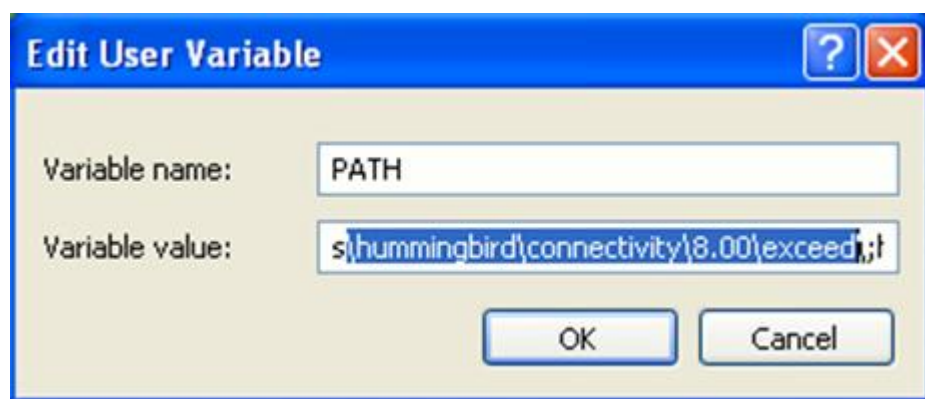 Edit User Variable
Variable name: PATH
Variable value: s\hummingbird\connectivity\8.00\exceed\;h
OK Cancel